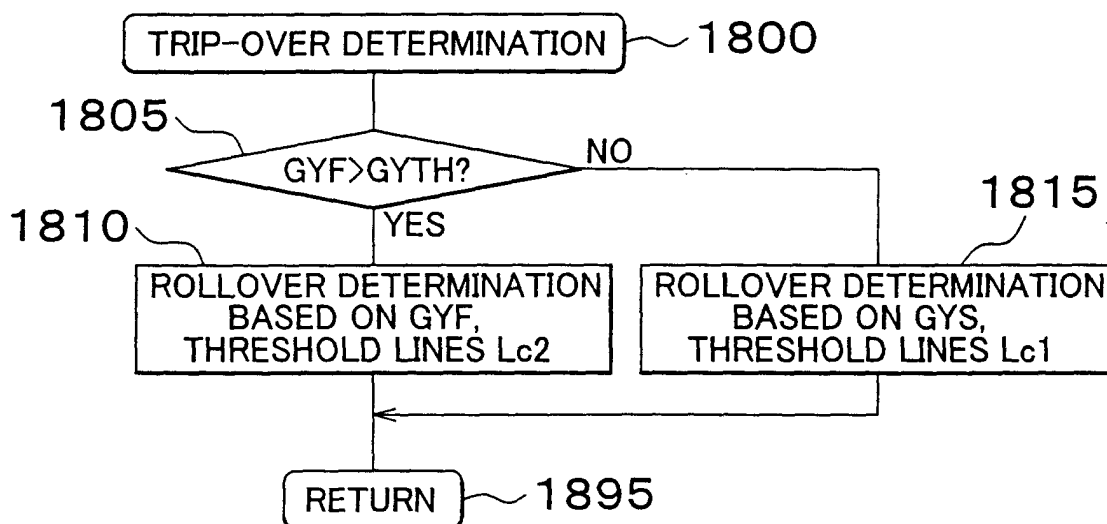 TRIP-OVER DETERMINATION
1800
1805
GYF>GYTH?
NO
YES
1810
1815
ROLLOVER DETERMINATION
BASED ON GYF,
THRESHOLD LINES Lc2
ROLLOVER DETERMINATION
BASED ON GYS,
THRESHOLD LINES Lc1
RETURN
1895